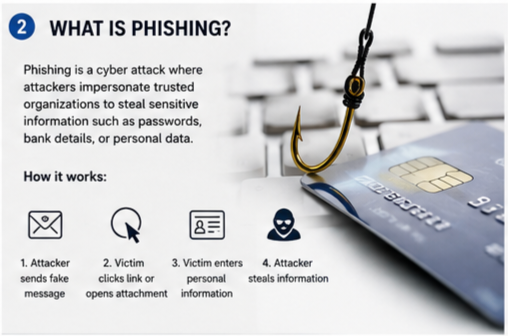 2 WHAT IS PHISHING?
Phishing is a cyber attack where
attackers impersonate trusted
organizations to steal sensitive
information such as passwords,
bank details, or personal data.
How it works:
1. Attacker
sends fake
message
2. Victim
clicks link or
opens attachment
3. Victim enters
personal
information
4. Attacker
steals information